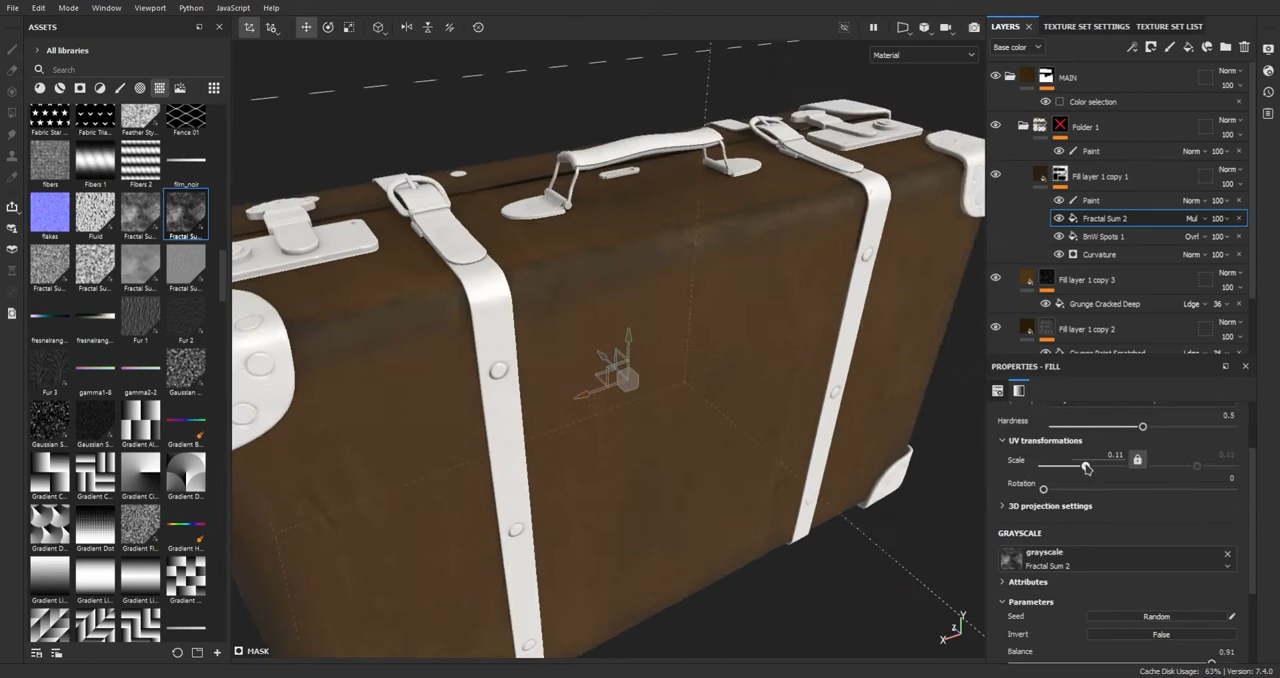 File Edit Mode Window Viewport Python JavaScript Help
ASSETS
All libraries
Search
Fabric Star ... Fabric Tria... Feather Sty... Fence 01
fibers Fibers 1 Fibers 2 film_noir
flakes Fluid Fractal Su... Fractal Su...
Fractal Su... Fractal Su... Fractal Su... Fractal Su...
fresnelrang... fresnelrang... Fur 1 Fur 2
Fur 3 gamma1-8 gamma2-2 Gaussian ...
Gaussian S... Gaussian S... Gradient Al... Gradient B...
Gradient C... Gradient C... Gradient Ci... Gradient D...
Gradient D... Gradient Dot Gradient Fl... Gradient H...
Gradient Li... Gradient Li... Gradient Li... Gradient ...
Material
MASK
Y
Z
X
LAYERS TEXTURE SET SETTINGS TEXTURE SET LIST
Base color
MAIN Norm 100
Color selection
Folder 1 Norm 100
Paint Norm 100
Fill layer 1 copy 1 Norm 100
Paint Norm 100
Fractal Sum 2 Mul 100
BnW Spots 1 Ovrl 100
Curvature
Fill layer 1 copy 3 Norm 100
Grunge Cracked Deep Ldge 36
Fill layer 1 copy 2 Norm 100
PROPERTIES - FILL
Hardness 0.5
UV transformations
Scale 0.11 0.11
Rotation 0
3D projection settings
GRAYSCALE
grayscale
Fractal Sum 2
Attributes
Parameters
Seed Random
Invert False
Balance 0.91
Cache Disk Usage: 63% | Version: 7.4.0